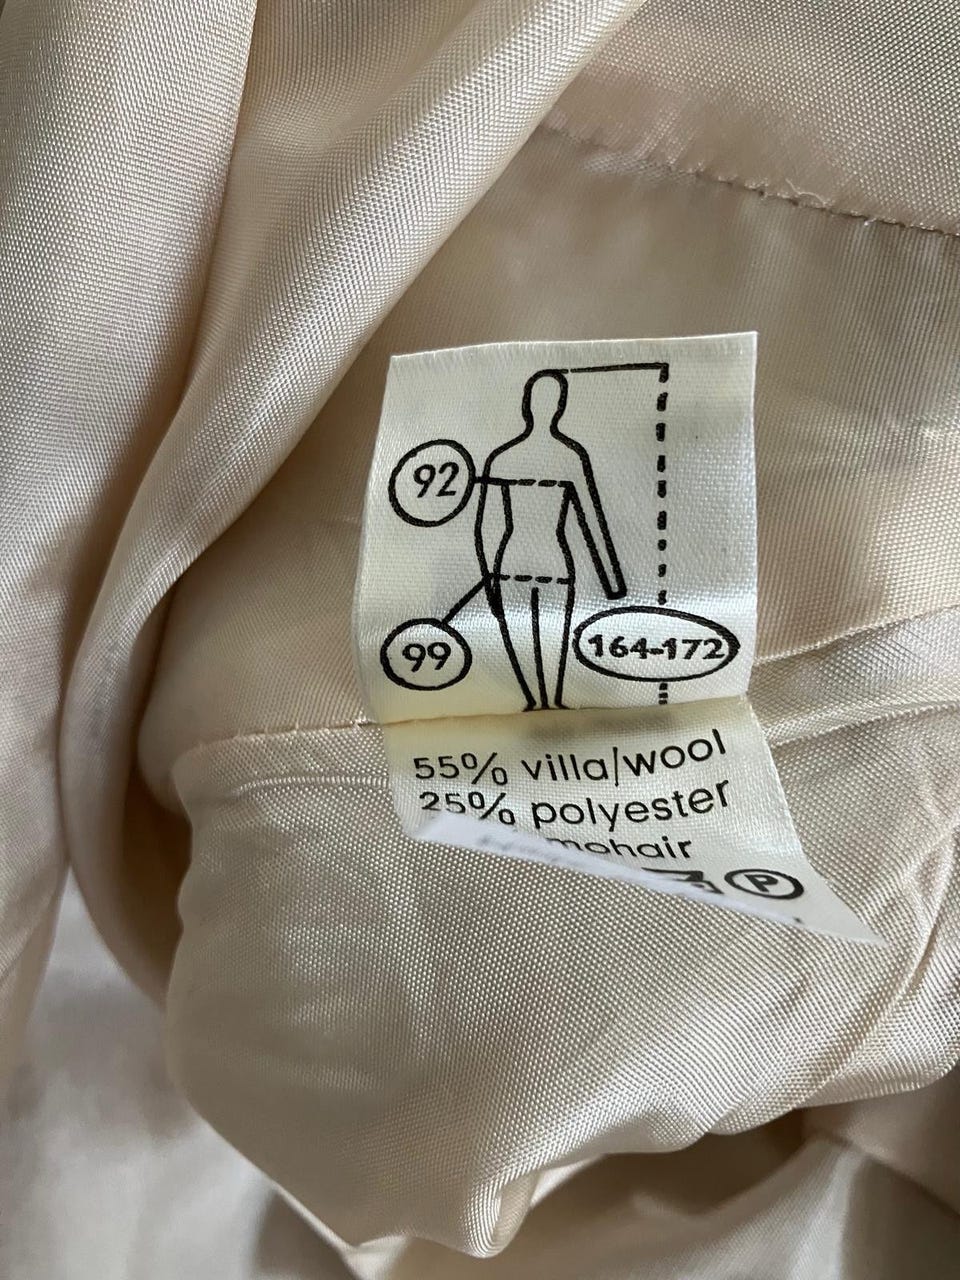 92
99
164-172
55% villa/wool
25% polyester
mohair
P